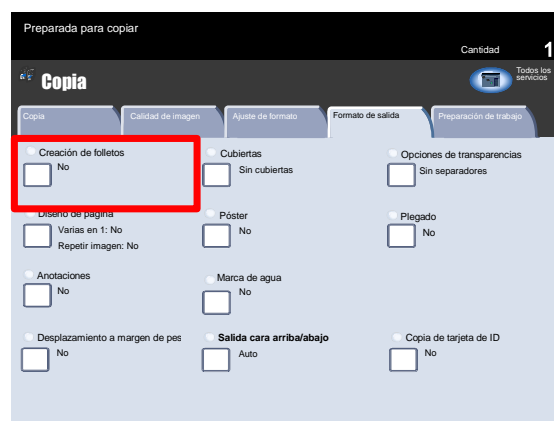 Preparada para copiar
Cantidad 1
Copia
Todos los
servicios
Copia
Calidad de imagen
Ajuste de formato
Formato de salida
Preparación de trabajo
Creación de folletos
No
Cubiertas
Sin cubiertas
Opciones de transparencias
Sin separadores
Diseño de página
Varias en 1: No
Repetir imagen: No
Póster
No
Plegado
No
Anotaciones
No
Marca de agua
No
Desplazamiento a margen de pes
No
Salida cara arriba/abajo
Auto
Copia de tarjeta de ID
No